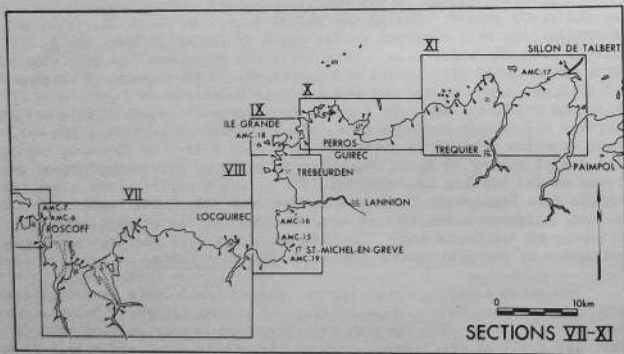 XI
SILLON DE TALBERT
AMC-17
X
IX
ILE GRANDE
AMC-18
PERROS-
GUIREC
TREQUIER
PAIMPOL
VIII
TREBEURDEN
VII
LANNION
AMC-7
AMC-6
ROSCOFF
LOCQUIREC
AMC-16
AMC-15
ST-MICHEL-EN-GREVE
AMC-19
N
0
10km
SECTIONS VII-XI